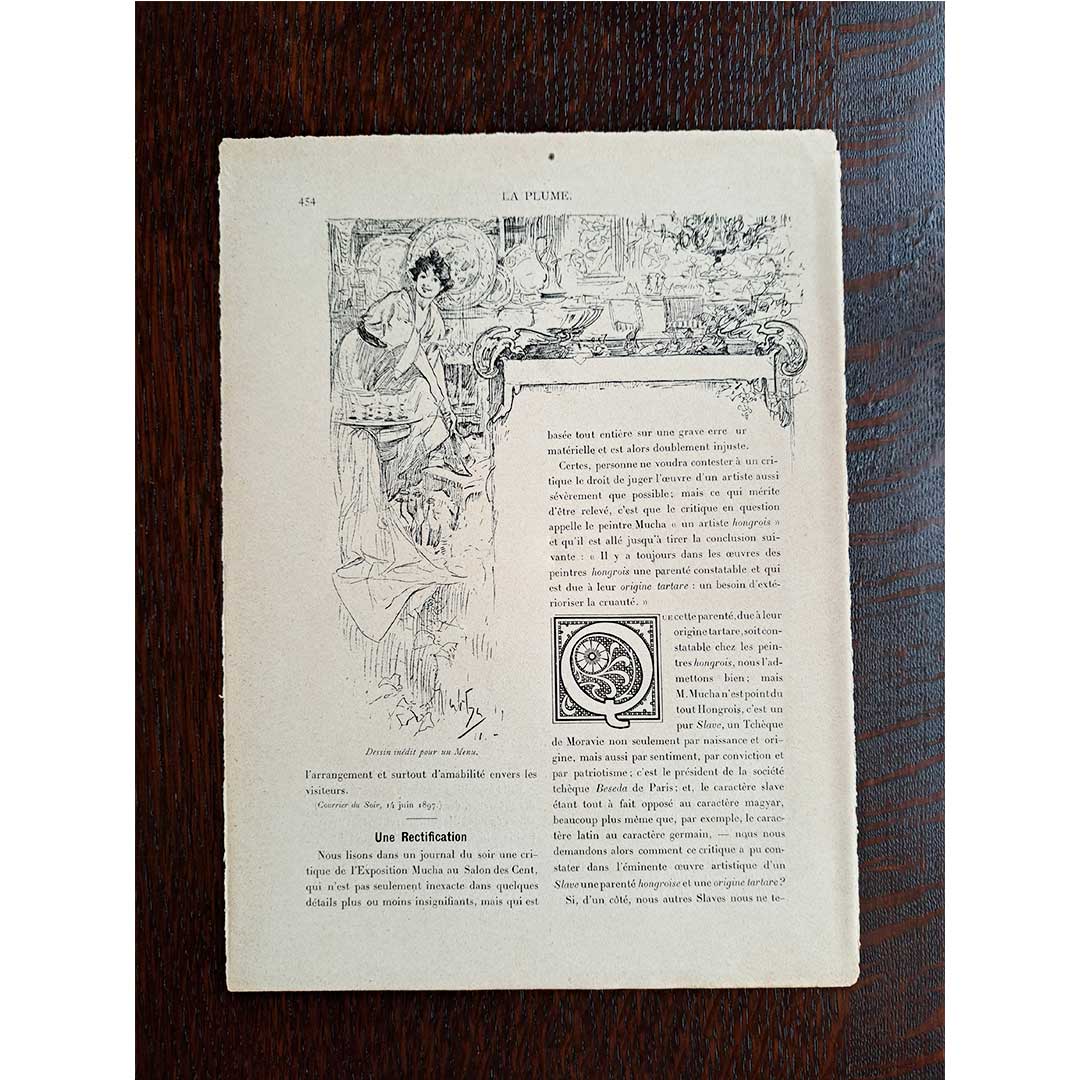 454
LA PLUME.
Dessin inédit pour un Menu.
l'arrangement et surtout d'amabilité envers les
visiteurs.
(Courrier du Soir, 14 juin 1897.)
Une Rectification
Nous lisons dans un journal du soir une cri-
tique de l'Exposition Mucha au Salon des Cent,
qui n'est pas seulement inexacte dans quelques
détails plus ou moins insignifiants, mais qui est
basée tout entière sur une grave erre ur
matérielle et est alors doublement injuste.
Certes, personne ne voudra contester à un cri-
tique le droit de juger l'œuvre d'un artiste aussi
sévèrement que possible; mais ce qui mérite
d'être relevé, c'est que le critique en question
appelle le peintre Mucha « un artiste hongrois »
et qu'il est allé jusqu'à tirer la conclusion sui-
vante : « Il y a toujours dans les œuvres des
peintres hongrois une parenté constatable et qui
est due à leur origine tartare : un besoin d'exté-
rioriser la cruauté. »
QUE cette parenté, due à leur
origine tartare, soit con-
statable chez les pein-
tres hongrois, nous l'ad-
mettons bien; mais
M. Mucha n'est point du
tout Hongrois, c'est un
pur Slave, un Tchèque
de Moravie non seulement par naissance et ori-
gine, mais aussi par sentiment, par conviction et
par patriotisme; c'est le président de la société
tchèque Beseda de Paris; et, le caractère slave
étant tout à fait opposé au caractère magyar,
beaucoup plus même que, par exemple, le carac-
tère latin au caractère germain, — nous nous
demandons alors comment ce critique a pu con-
stater dans l'éminente œuvre artistique d'un
Slave une parenté hongroise et une origine tartare?
Si, d'un côté, nous autres Slaves nous ne te-